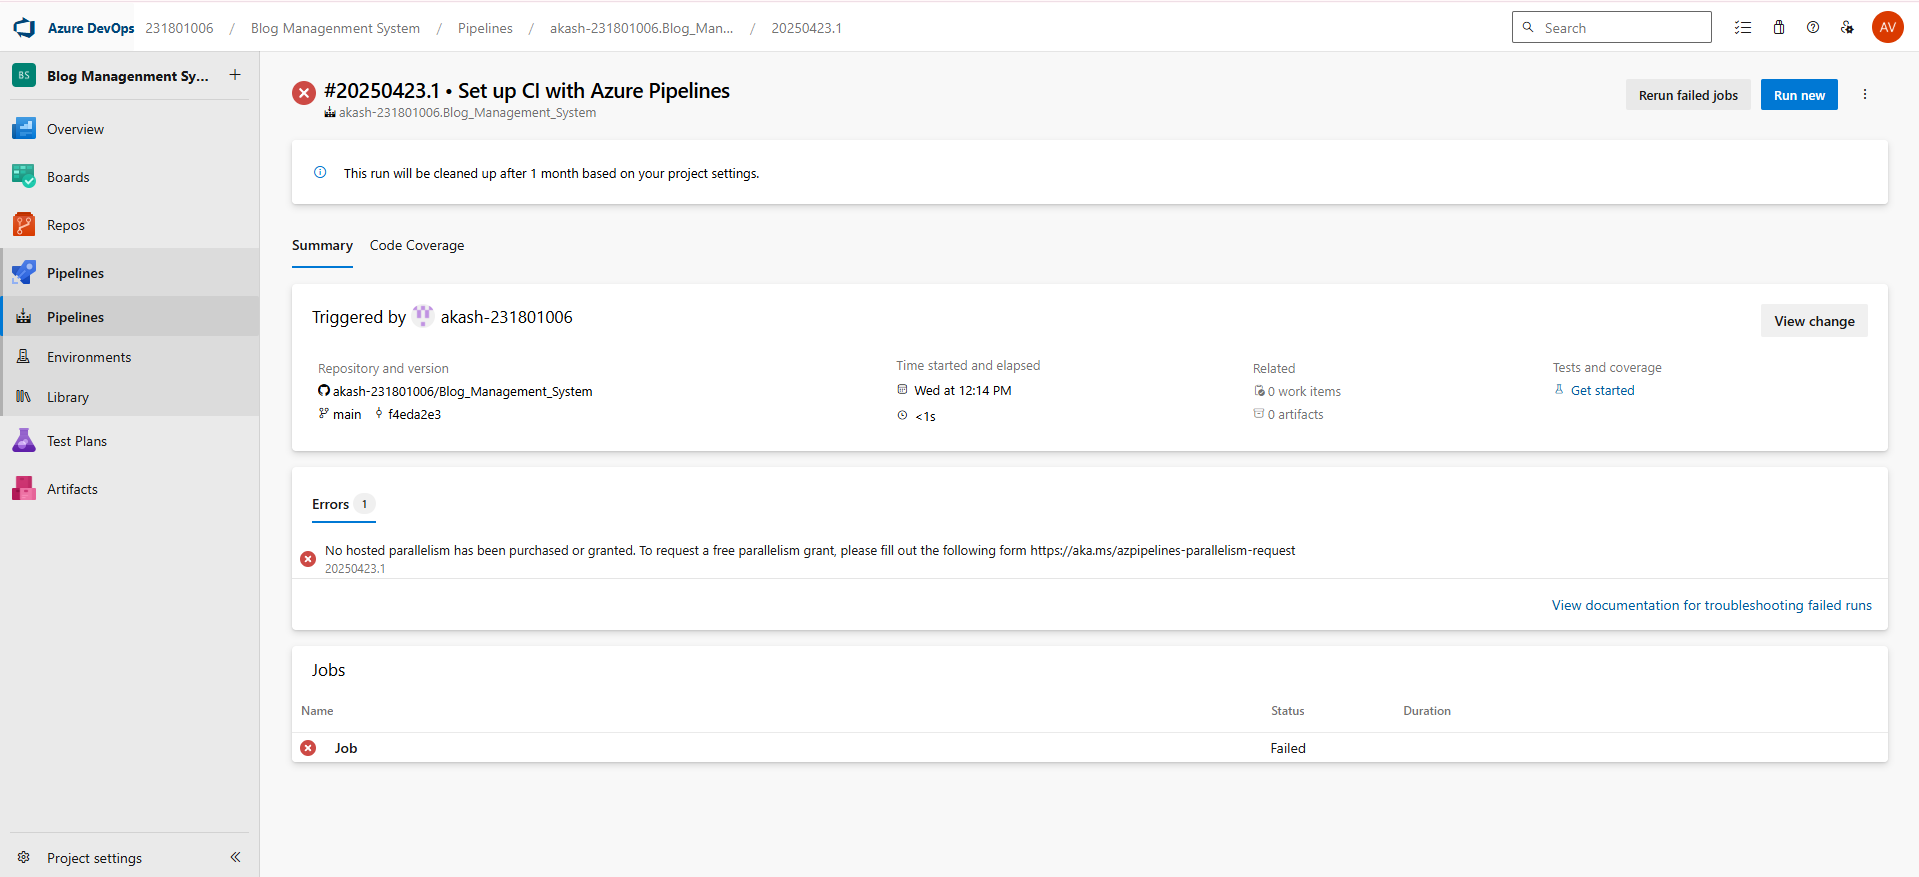 Azure DevOps 231801006 / Blog Managenment System / Pipelines / akash-231801006.Blog_Man... / 20250423.1
Search
AV
BS Blog Managenment Sy... +
Overview
Boards
Repos
Pipelines
Pipelines
Environments
Library
Test Plans
Artifacts
Project settings
#20250423.1 • Set up CI with Azure Pipelines
akash-231801006.Blog_Management_System
Rerun failed jobs
Run new
This run will be cleaned up after 1 month based on your project settings.
Summary
Code Coverage
Triggered by akash-231801006
View change
Repository and version
akash-231801006/Blog_Management_System
main f4eda2e3
Time started and elapsed
Wed at 12:14 PM
<1s
Related
0 work items
0 artifacts
Tests and coverage
Get started
Errors 1
No hosted parallelism has been purchased or granted. To request a free parallelism grant, please fill out the following form https://aka.ms/azpipelines-parallelism-request
20250423.1
View documentation for troubleshooting failed runs
Jobs
Name Status Duration
Job Failed